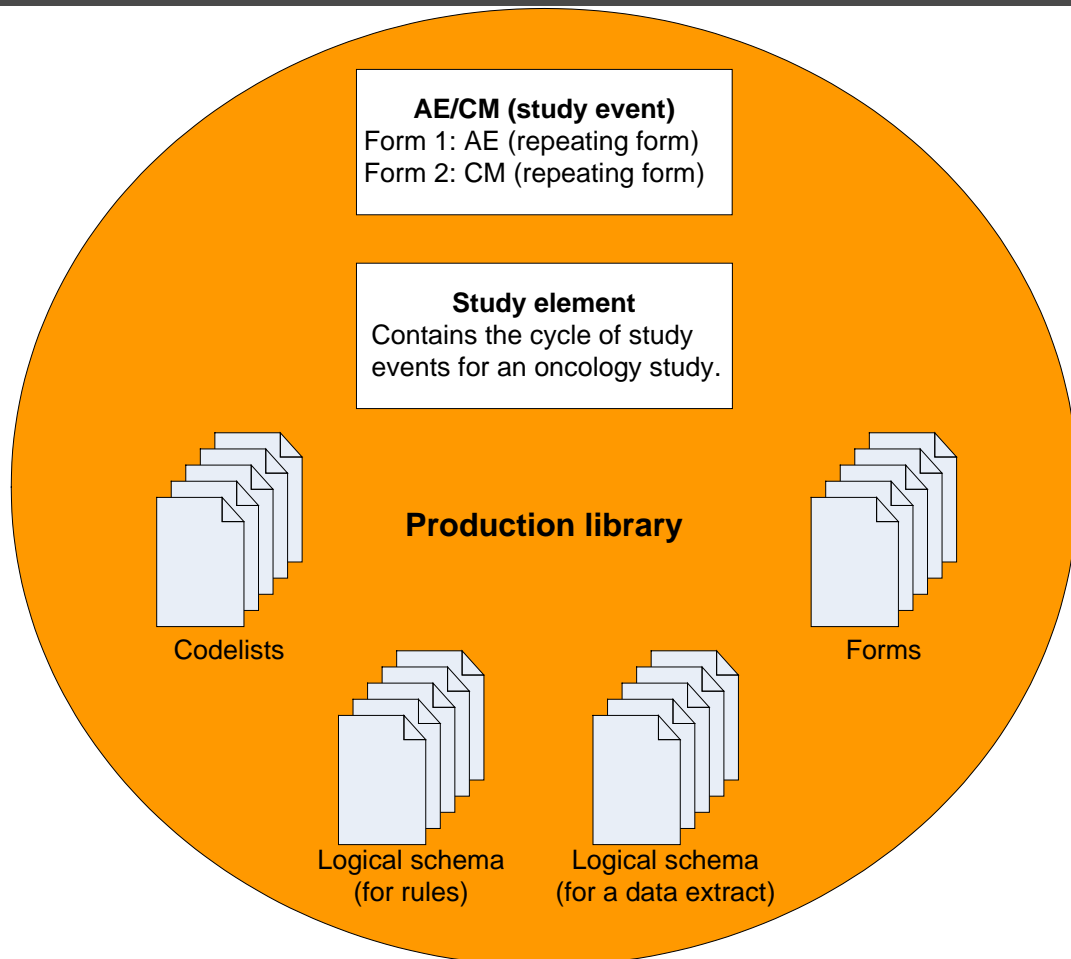 AE/CM (study event)
Form 1: AE (repeating form)
Form 2: CM (repeating form)
Study element
Contains the cycle of study
events for an oncology study.
Production library
Codelists
Forms
Logical schema
(for rules)
Logical schema
(for a data extract)